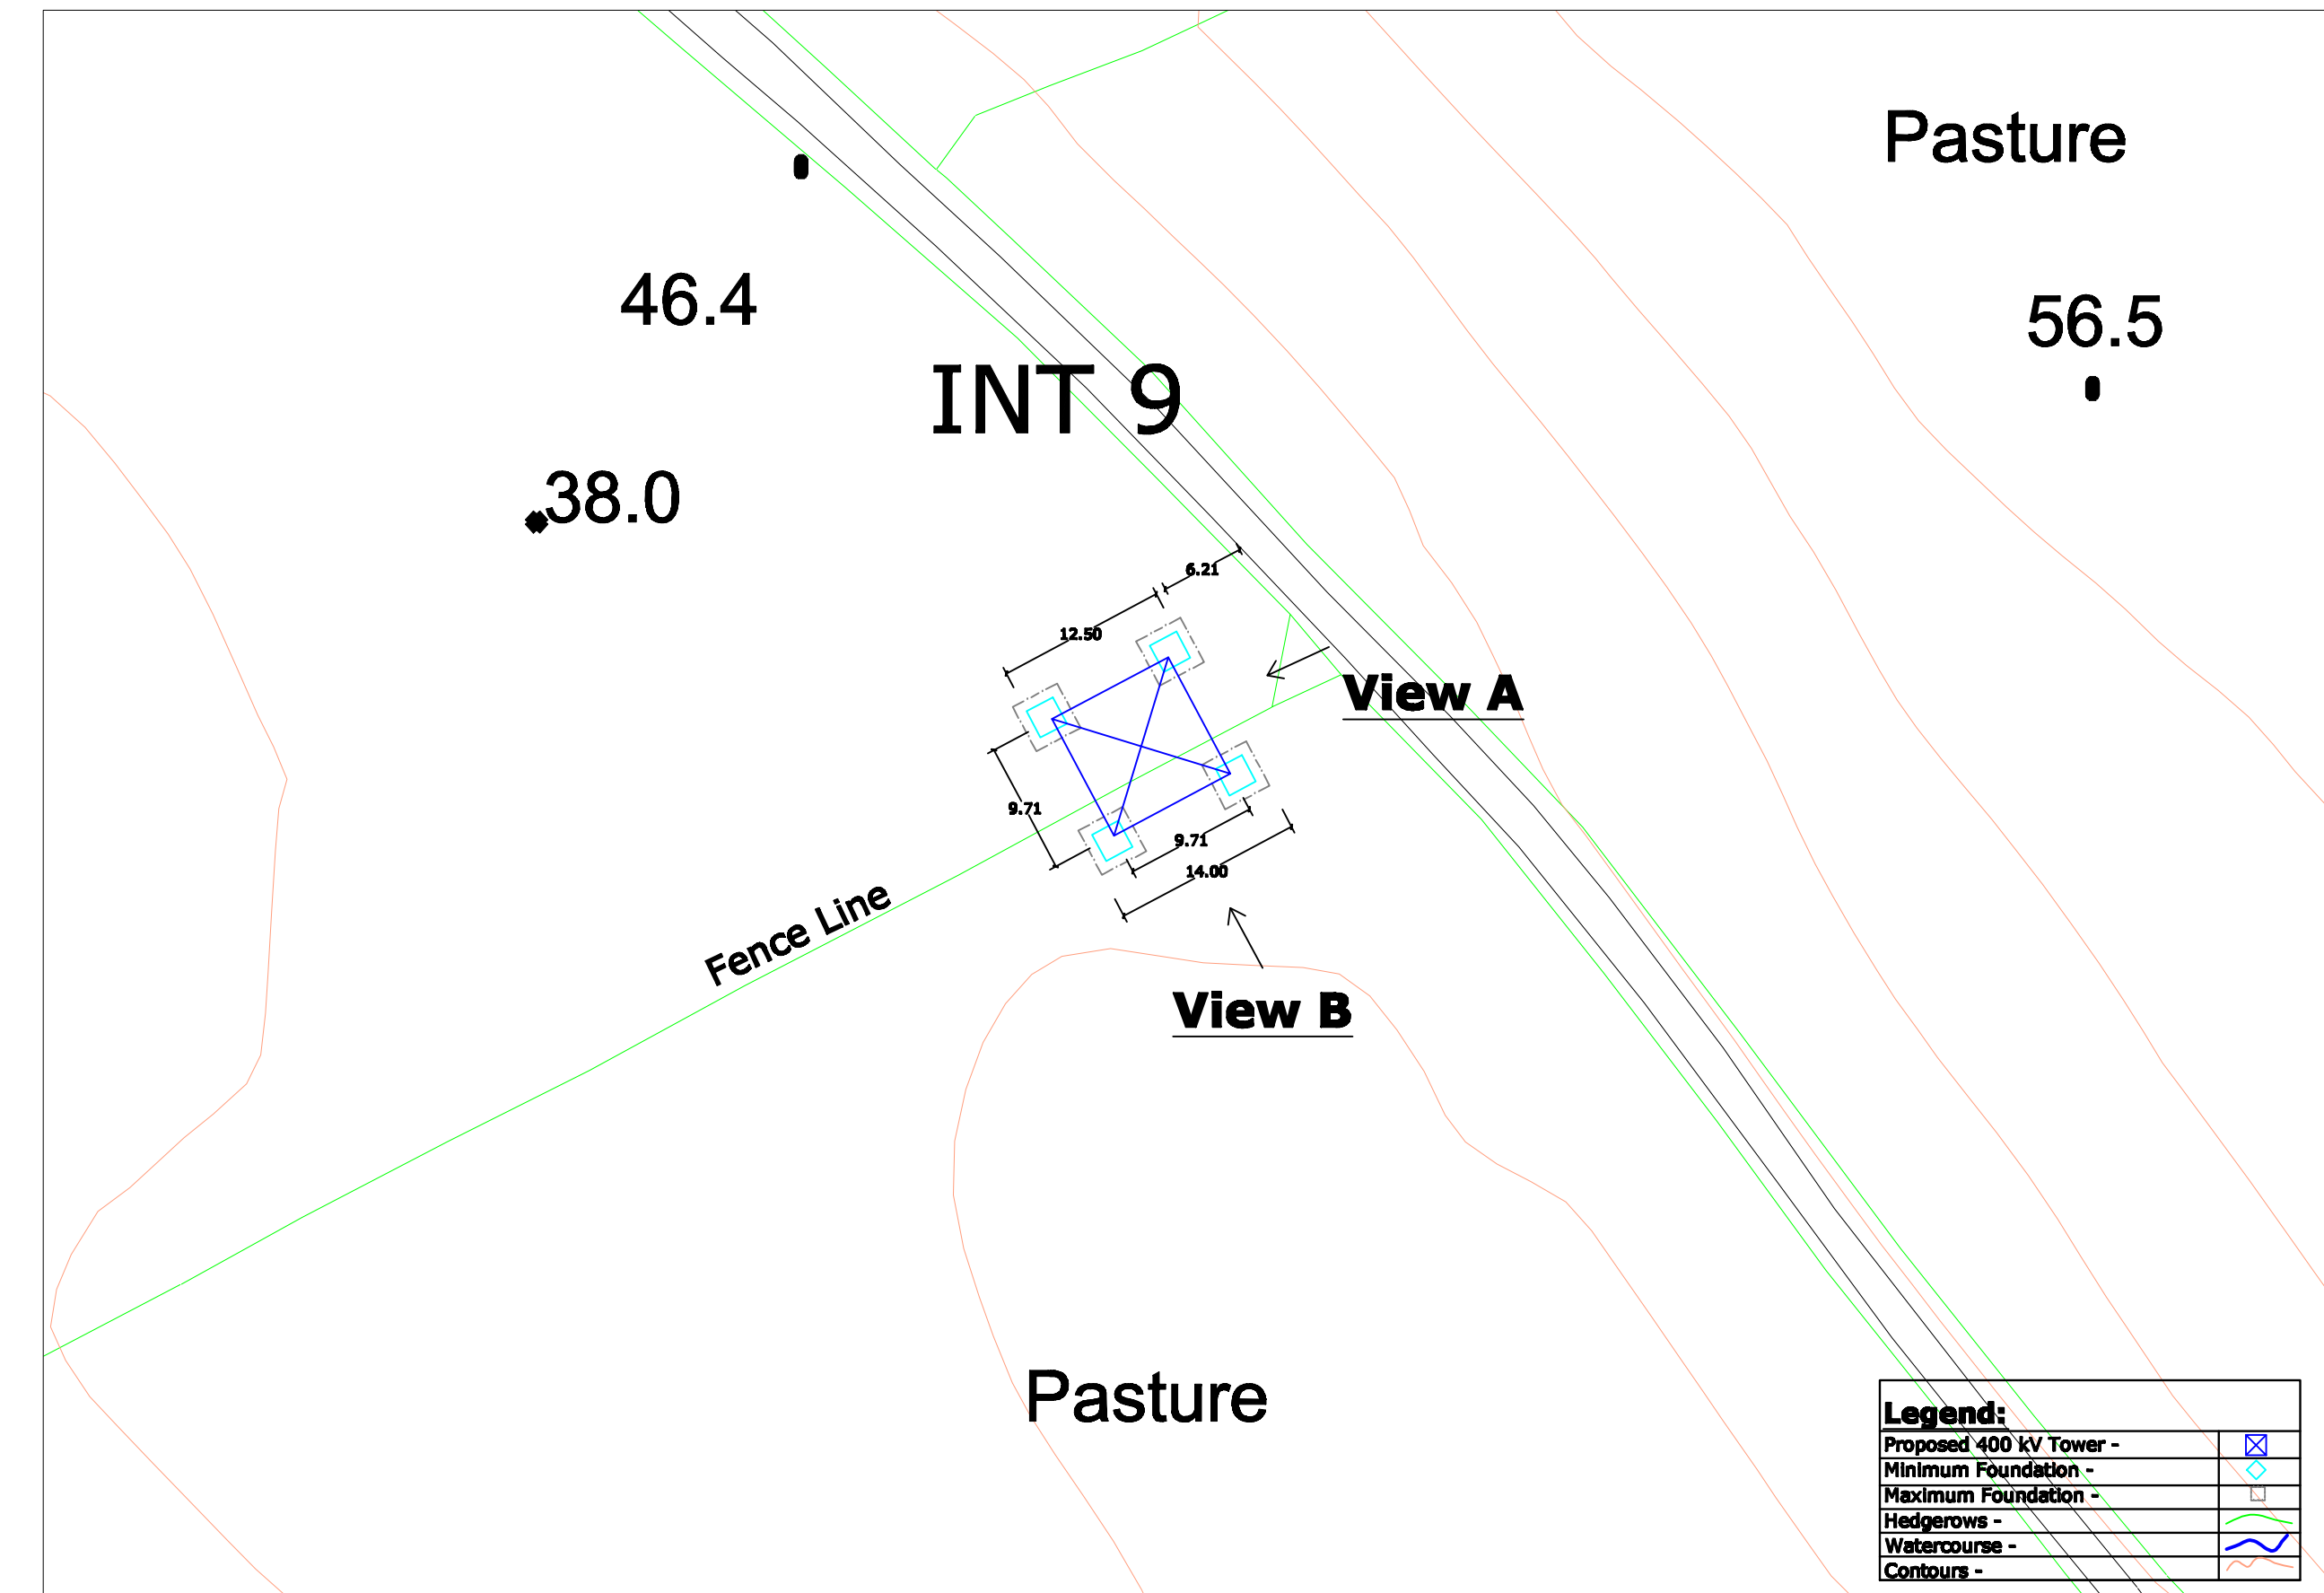 Pasture
46.4
56.5
INT 9
38.0
6.21
12.50
View A
9.71
9.71
14.00
Fence Line
View B
Pasture
Legend:
Proposed 400 kV Tower -
Minimum Foundation -
Maximum Foundation -
Hedgerows -
Watercourse -
Contours -